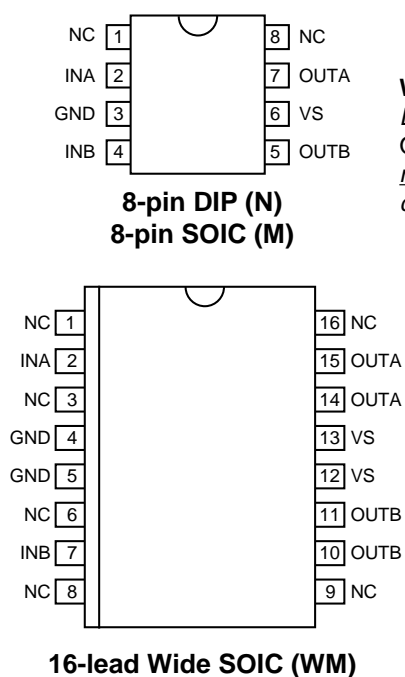 NC 1 8 NC
INA 2 7 OUTA
GND 3 6 VS
INB 4 5 OUTB
8-pin DIP (N)
8-pin SOIC (M)
NC 1 16 NC
INA 2 15 OUTA
NC 3 14 OUTA
GND 4 13 VS
GND 5 12 VS
NC 6 11 OUTB
INB 7 10 OUTB
NC 8 9 NC
16-lead Wide SOIC (WM)